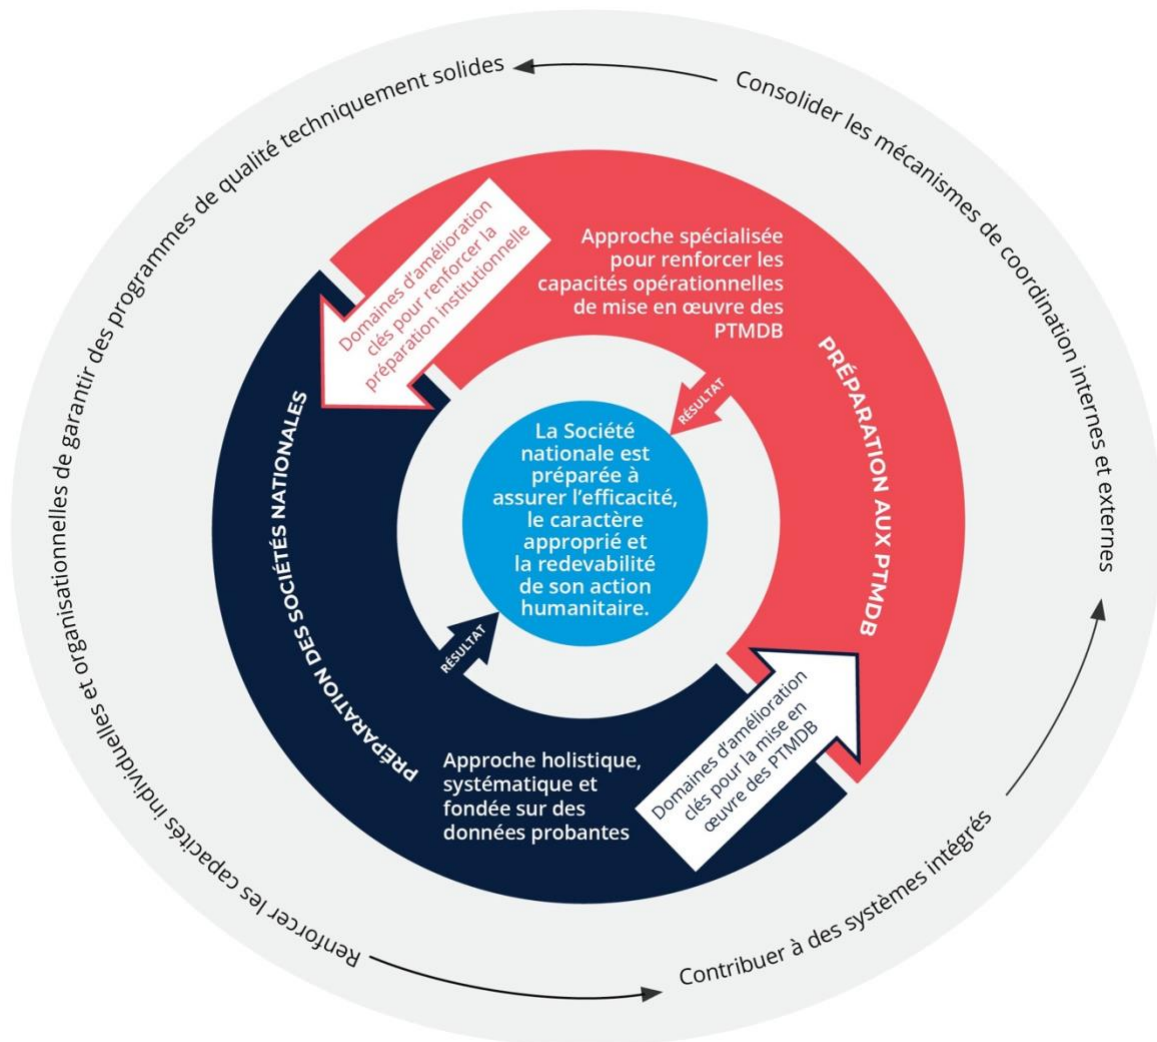 Renforcer les capacités individuelles et organisationnelles de garantir des programmes de qualité techniquement solides
Consolider les mécanismes de coordination internes et externes
Contribuer à des systèmes intégrés
Domaines d’amélioration
clés pour renforcer la
préparation institutionnelle
Approche spécialisée
pour renforcer les
capacités opérationnelles
de mise en œuvre des
PTMDB
PRÉPARATION AUX PTMDB
RÉSULTAT
La Société
nationale est
préparée à
assurer l’efficacité,
le caractère
approprié et
la redevabilité
de son action
humanitaire.
RÉSULTAT
PRÉPARATION DES SOCIÉTÉS NATIONALES
Approche holistique,
systématique et
fondée sur des
données probantes
Domaines d’amélioration
clés pour la mise en
œuvre des PTMDB